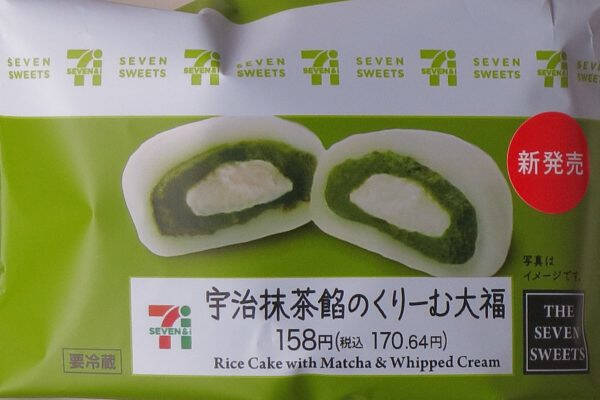 SEVEN SWEETS SEVEN&i SEVEN SWEETS SEVEN&i SEVEN SWEETS SEVEN&i SEVEN SWEETS SEVEN&i SEVEN SWEETS SEVEN&i SEVEN SWEETS
新発売
写真は
イメージです。
SEVEN&i
宇治抹茶餡のくりーむ大福
158円(税込 170.64円)
Rice Cake with Matcha & Whipped Cream
要冷蔵
THE
SEVEN
SWEETS